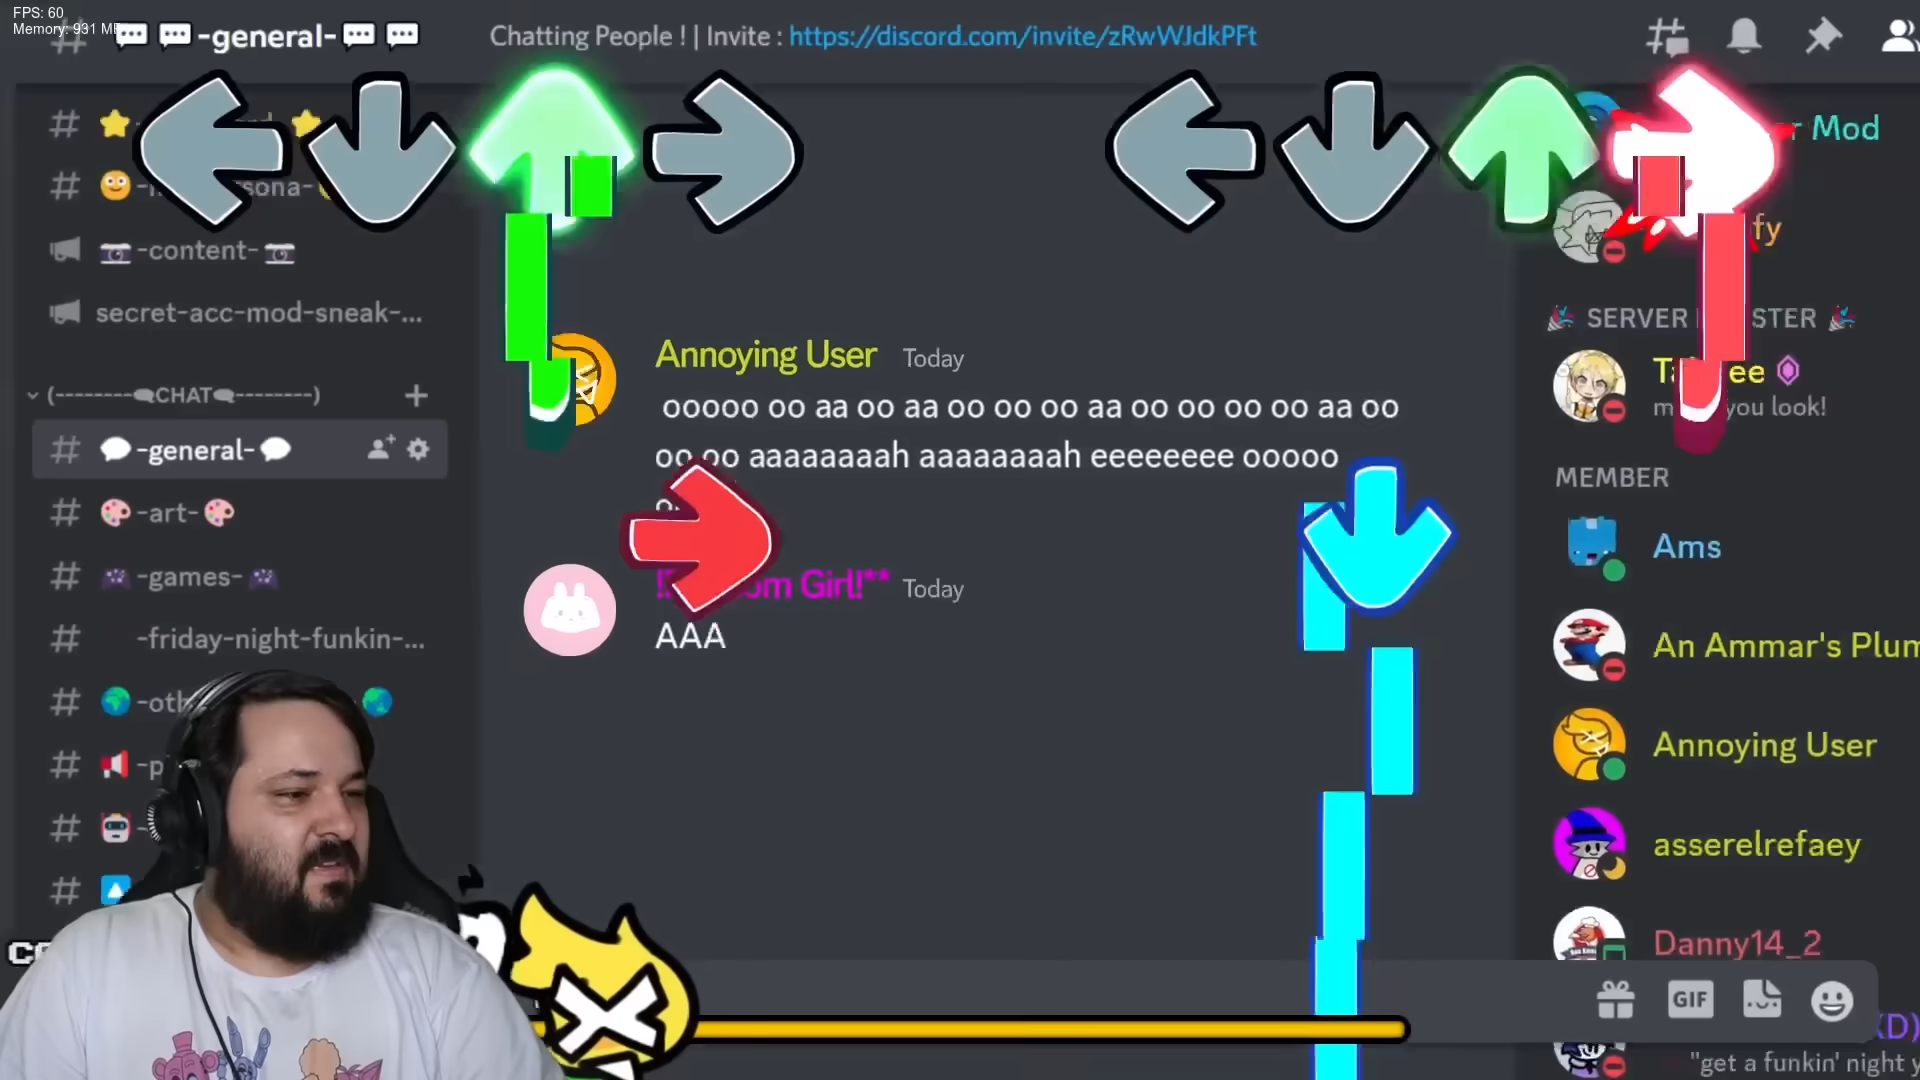 FPS: 60
Memory: 931 MB
-general-
Chatting People ! | Invite : https://discord.com/invite/zRwWJdkPFt
-content-
secret-acc-mod-sneak-...
(--------CHAT--------)
-general-
-art-
-games-
-friday-night-funkin-...
Annoying User Today
ooooo oo aa oo aa oo oo oo aa oo oo oo oo aa oo
oo oo aaaaaaaah aaaaaaaah eeeeeeee ooooo
Girl!** Today
AAA
Mod
SERVER
you look!
MEMBER
Ams
An Ammar's Plum
Annoying User
asserelrefaey
Danny14_2
GIF
"get a funkin' night y